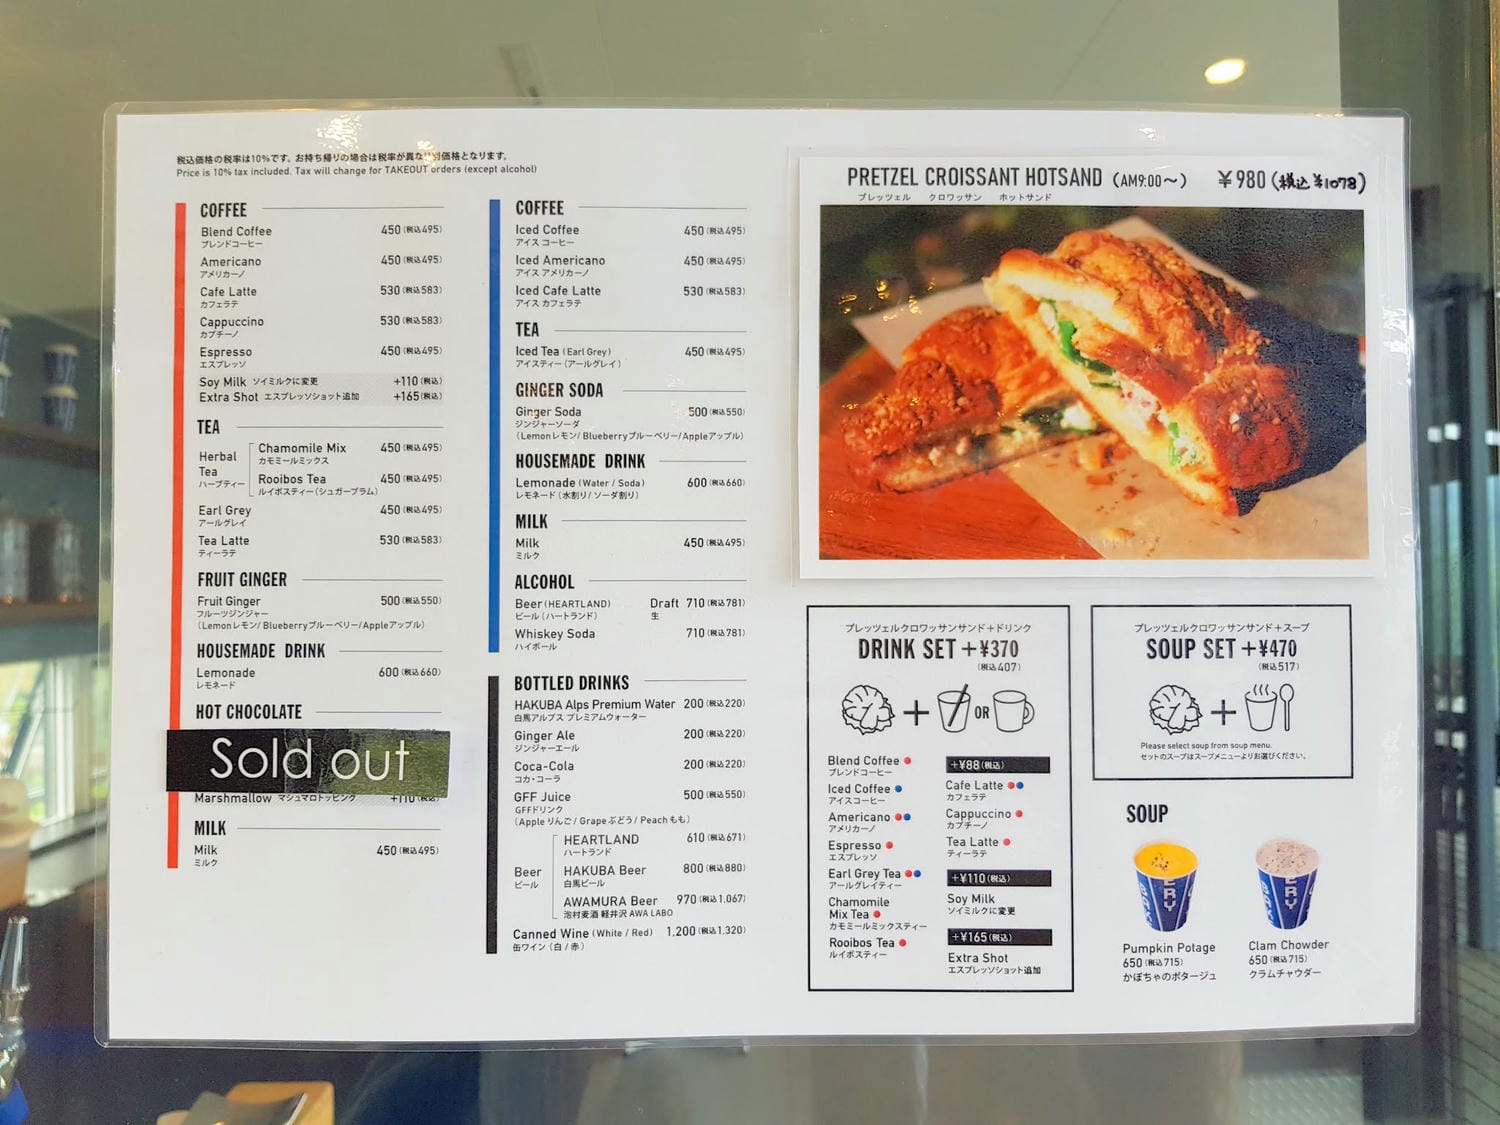 税込価格の税率は10%です。お持ち帰りの場合は税率が異なり価格となります。
Price is 10% tax included. Tax will change for TAKEOUT orders (except alcohol)
COFFEE
Blend Coffee 450(税込495)
ブレンドコーヒー
Americano 450(税込495)
アメリカーノ
Cafe Latte 530(税込583)
カフェラテ
Cappuccino 530(税込583)
カプチーノ
Espresso 450(税込495)
エスプレッソ
Soy Milk ソイミルクに変更 +110(税込)
Extra Shot エスプレッソショット追加 +165(税込)
TEA
Herbal Tea
ハーブティー
Chamomile Mix 450(税込495)
カモミールミックス
Rooibos Tea 450(税込495)
ルイボスティー(シュガープラム)
Earl Grey 450(税込495)
アールグレイ
Tea Latte 530(税込583)
ティーラテ
FRUIT GINGER
Fruit Ginger 500(税込550)
フルーツジンジャー
(Lemonレモン/Blueberryブルーベリー/Appleアップル)
HOUSEMADE DRINK
Lemonade 600(税込660)
レモネード
HOT CHOCOLATE
Sold out
Marshmallow マシュマロトッピング +110(税込)
MILK
Milk 450(税込495)
ミルク
COFFEE
Iced Coffee 450(税込495)
アイス コーヒー
Iced Americano 450(税込495)
アイス アメリカーノ
Iced Cafe Latte 530(税込583)
アイス カフェラテ
TEA
Iced Tea (Earl Grey) 450(税込495)
アイスティー(アールグレイ)
GINGER SODA
Ginger Soda 500(税込550)
ジンジャーソーダ
(Lemonレモン/Blueberryブルーベリー/Appleアップル)
HOUSEMADE DRINK
Lemonade (Water / Soda) 600(税込660)
レモネード(水割り/ソーダ割り)
MILK
Milk 450(税込495)
ミルク
ALCOHOL
Beer(HEARTLAND) Draft 710(税込781)
ビール(ハートランド) 生
Whiskey Soda 710(税込781)
ハイボール
BOTTLED DRINKS
HAKUBA Alps Premium Water 200(税込220)
白馬アルプス プレミアムウォーター
Ginger Ale 200(税込220)
ジンジャーエール
Coca-Cola 200(税込220)
コカ・コーラ
GFF Juice 500(税込550)
GFFドリンク
(Apple りんご / Grape ぶどう / Peach もも)
Beer
ビール
HEARTLAND 610(税込671)
ハートランド
HAKUBA Beer 800(税込880)
白馬ビール
AWAMURA Beer 970(税込1,067)
泡村麦酒 軽井沢 AWA LABO
Canned Wine (White / Red) 1,200(税込1,320)
缶ワイン(白/赤)
PRETZEL CROISSANT HOTSAND (AM9:00〜) ¥980(税込¥1078)
プレッツェル クロワッサン ホットサンド
プレッツェルクロワッサンサンド+ドリンク
DRINK SET +¥370
(税込407)
+ OR
Blend Coffee
ブレンドコーヒー
Iced Coffee
アイスコーヒー
Americano
アメリカーノ
Espresso
エスプレッソ
Earl Grey Tea
アールグレイティー
Chamomile
Mix Tea
カモミールミックスティー
Rooibos Tea
ルイボスティー
+¥88(税込)
Cafe Latte
カフェラテ
Cappuccino
カプチーノ
Tea Latte
ティーラテ
+¥110(税込)
Soy Milk
ソイミルクに変更
+¥165(税込)
Extra Shot
エスプレッソショット追加
プレッツェルクロワッサンサンド+スープ
SOUP SET +¥470
(税込517)
+
Please select soup from soup menu.
セットのスープはスープメニューよりお選びください。
SOUP
Pumpkin Potage
650(税込715)
かぼちゃのポタージュ
Clam Chowder
650(税込715)
クラムチャウダー